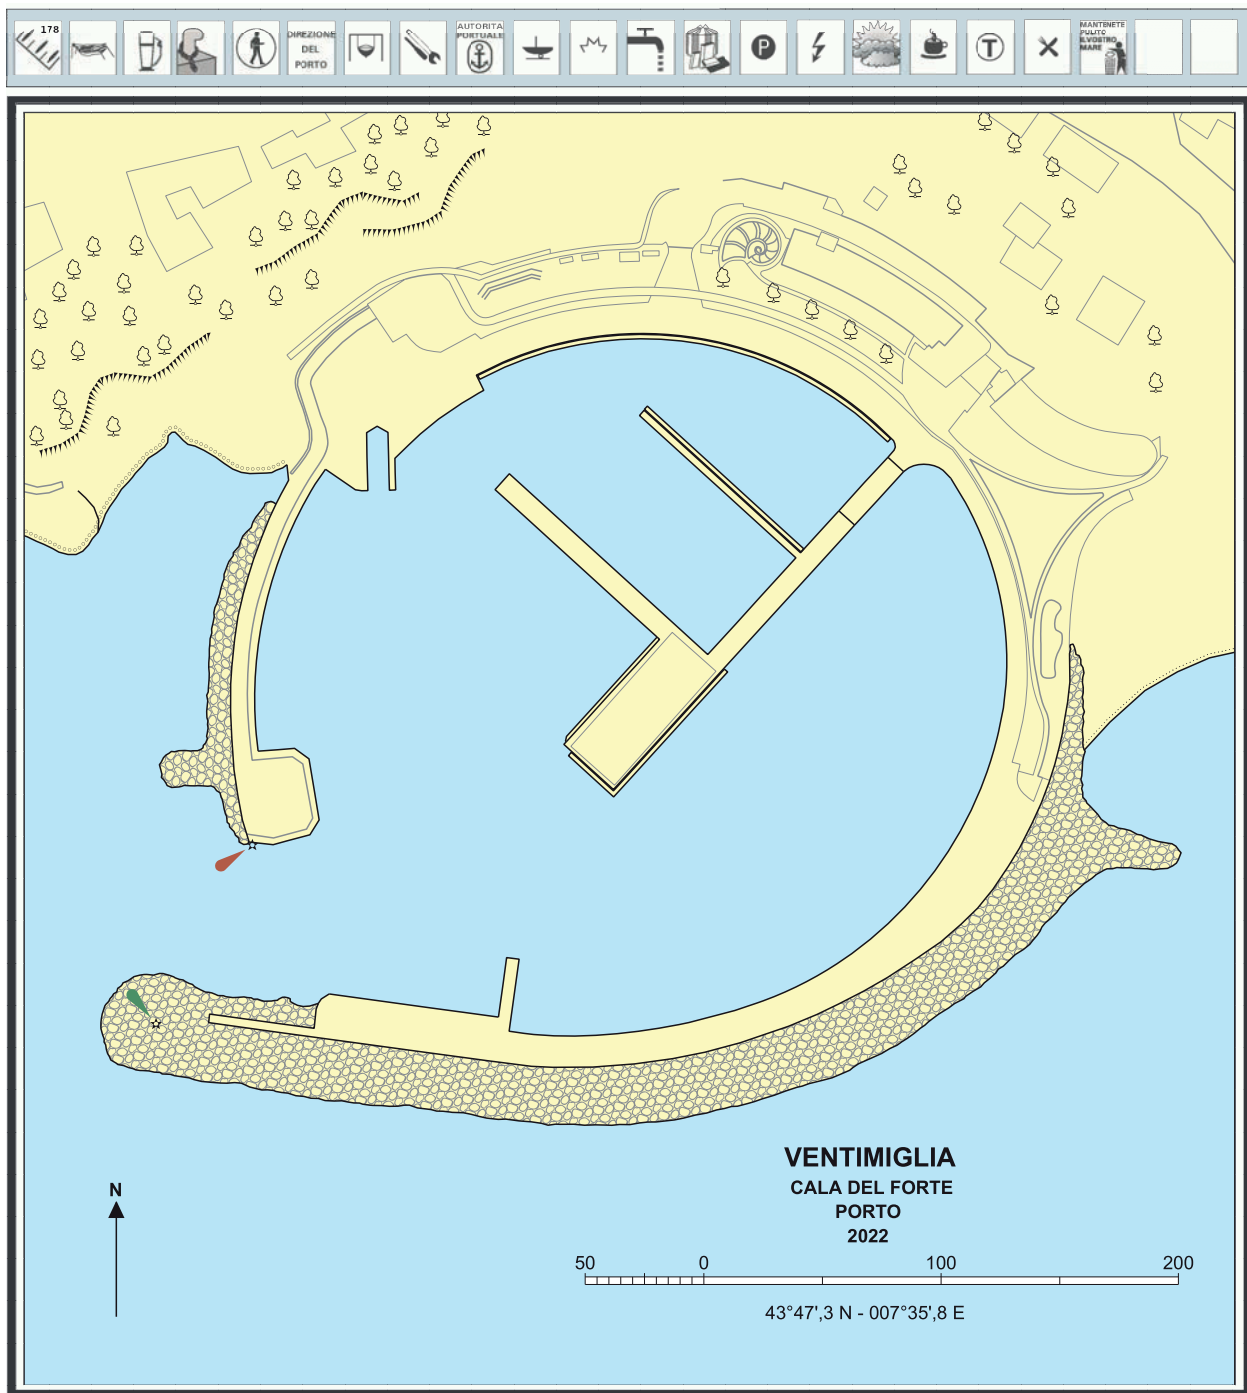 178
DIREZIONE
DEL
PORTO
AUTORITA
PORTUALE
P
T
MANTENETE
PULITO
IL VOSTRO
MARE
VENTIMIGLIA
CALA DEL FORTE
PORTO
2022
N
50 0 100 200
43°47',3 N - 007°35',8 E